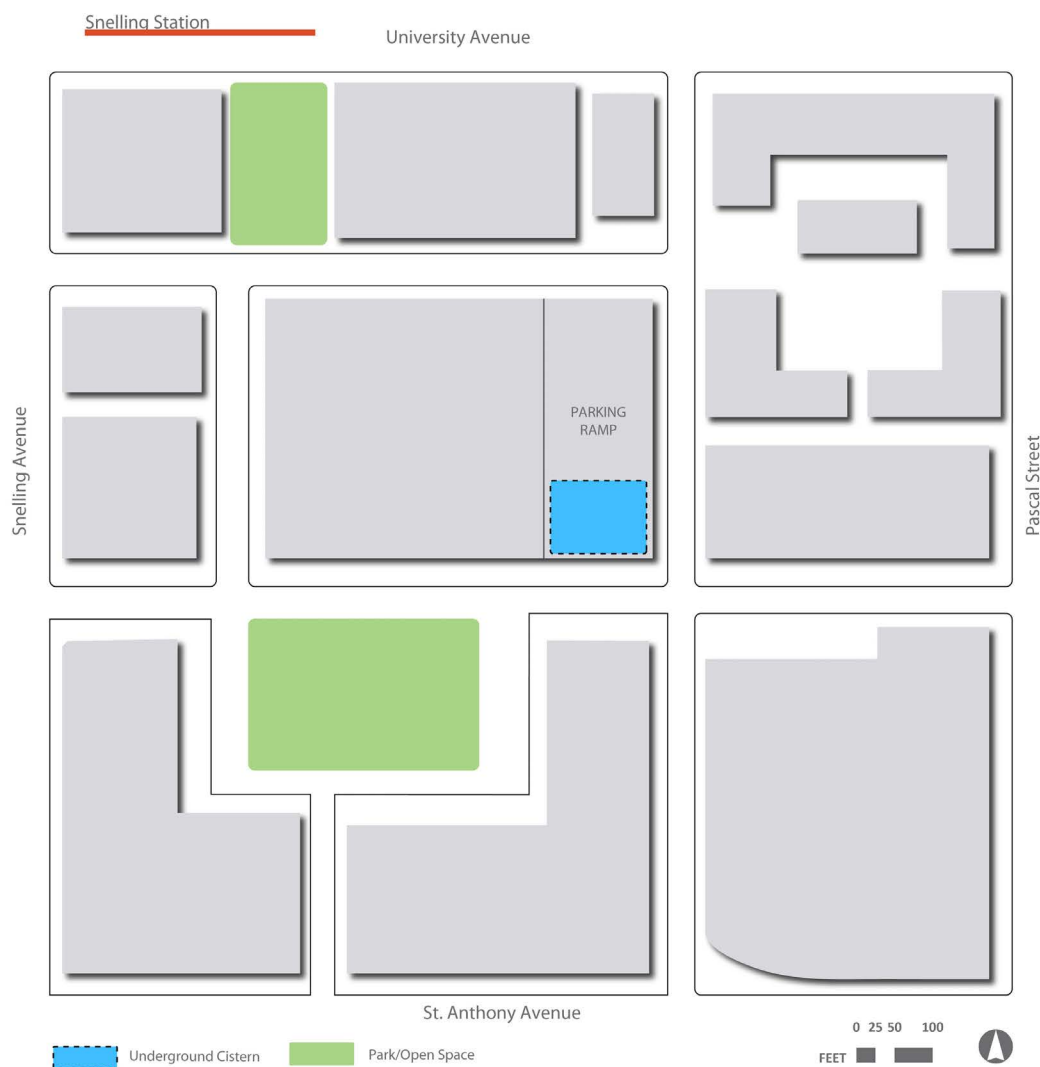 Snelling Station
University Avenue
Snelling Avenue
PARKING
RAMP
Pascal Street
St. Anthony Avenue
Underground Cistern
Park/Open Space
0 25 50 100
FEET